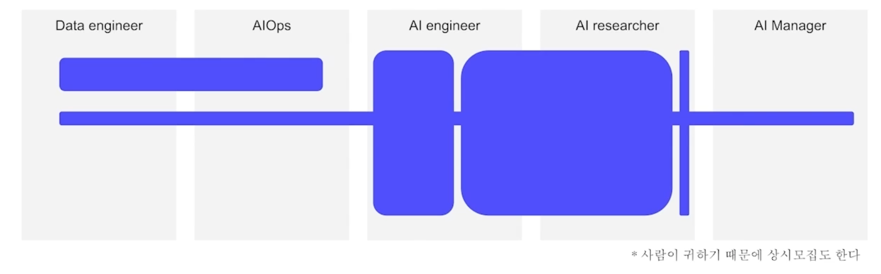 Data engineer
AIOps
AI engineer
AI researcher
AI Manager
* 사람이 귀하기 때문에 상시모집도 한다